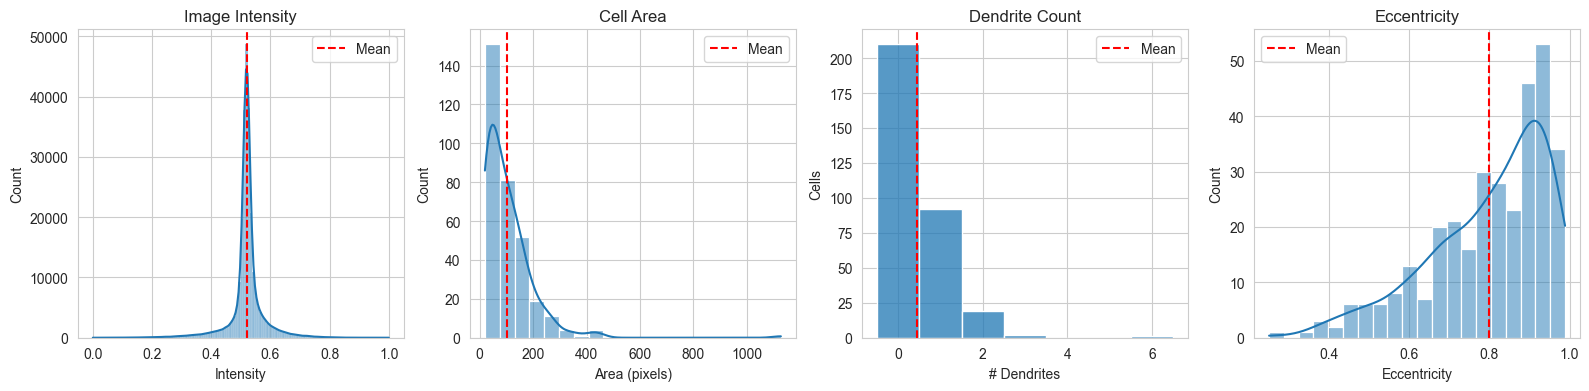 Image Intensity
Count
50000
40000
30000
20000
10000
0
Mean
0.0 0.2 0.4 0.6 0.8 1.0
Intensity
Cell Area
Count
140
120
100
80
60
40
20
0
Mean
0 200 400 600 800 1000
Area (pixels)
Dendrite Count
Cells
200
175
150
125
100
75
50
25
0
Mean
0 2 4 6
# Dendrites
Eccentricity
Count
50
40
30
20
10
0
Mean
0.4 0.6 0.8 1.0
Eccentricity